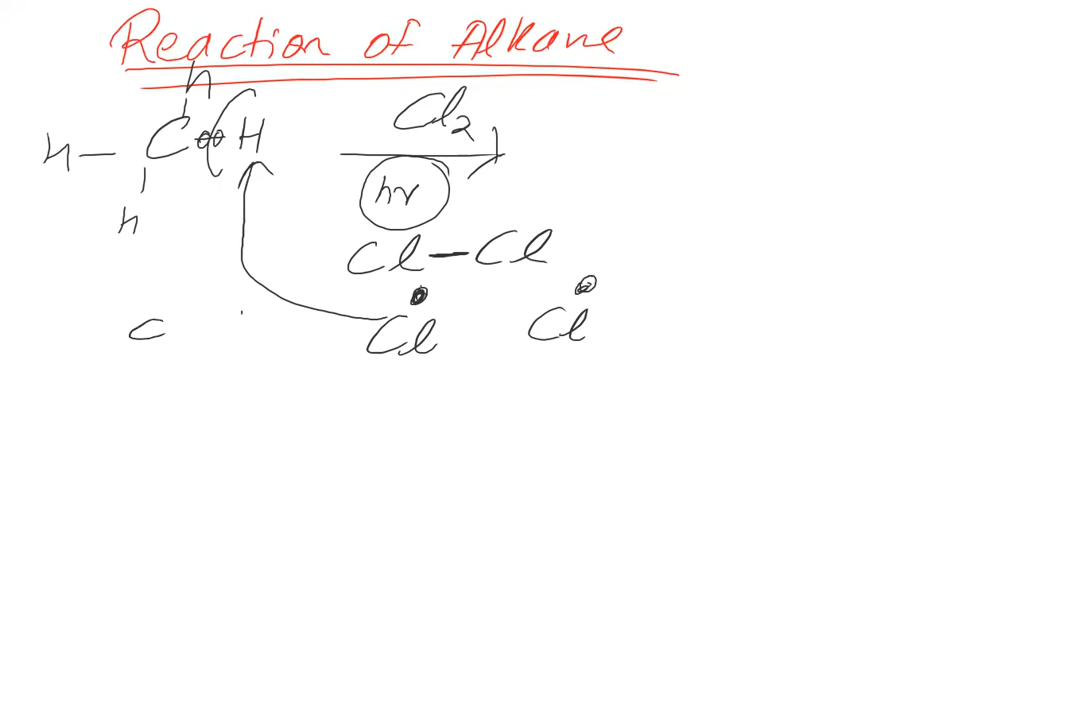 Reaction of Alkane
h
H — C H
h
Cl2
hν
Cl — Cl
C Cl Cl